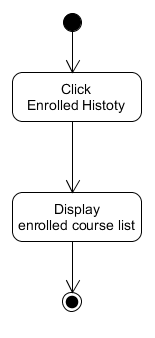 Click
Enrolled Histoty
Display
enrolled course list